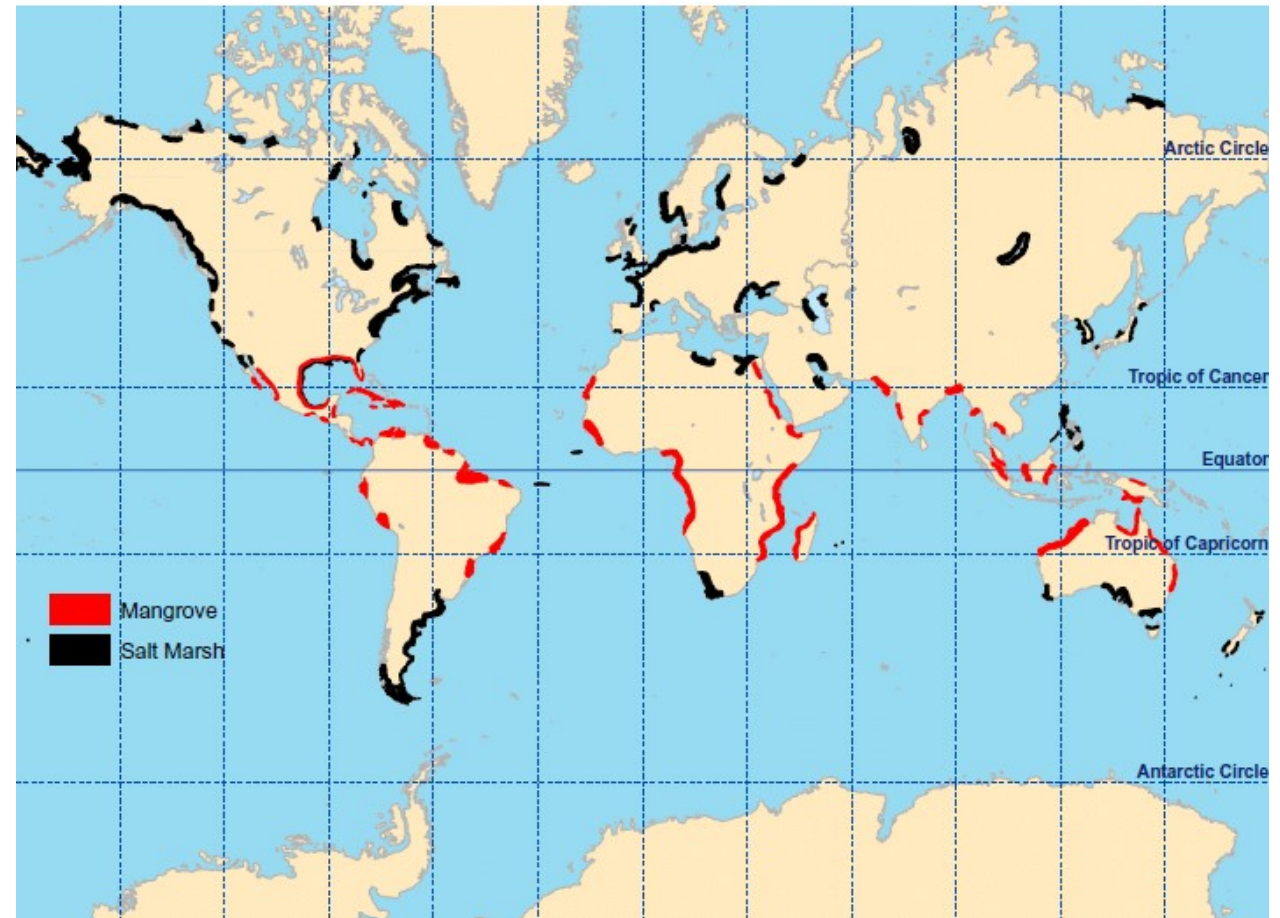 Arctic Circle
Tropic of Cancer
Equator
Tropic of Capricorn
Mangrove
Salt Marsh
Antarctic Circle